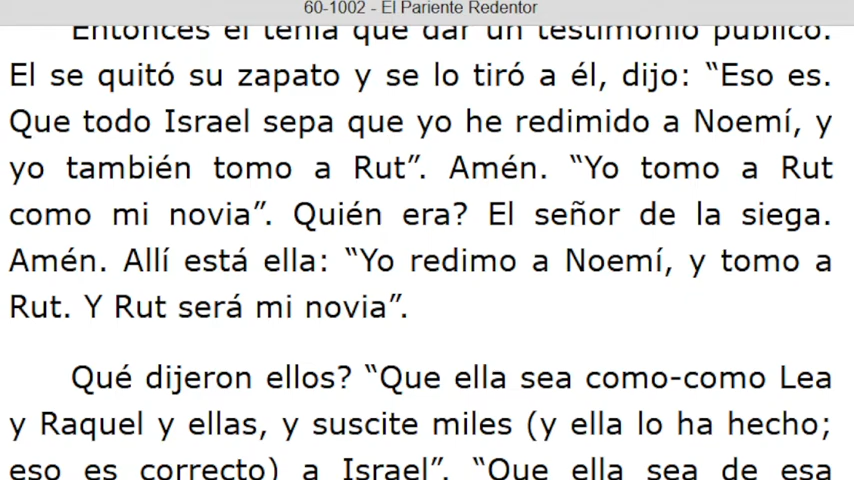 60-1002 - El Pariente Redentor
Entonces él tenía que dar un testimonio público.
El se quitó su zapato y se lo tiró a él, dijo: “Eso es.
Que todo Israel sepa que yo he redimido a Noemí, y
yo también tomo a Rut”. Amén. “Yo tomo a Rut
como mi novia”. Quién era? El señor de la siega.
Amén. Allí está ella: “Yo redimo a Noemí, y tomo a
Rut. Y Rut será mi novia”.
Qué dijeron ellos? “Que ella sea como-como Lea
y Raquel y ellas, y suscite miles (y ella lo ha hecho;
eso es correcto) a Israel”. “Que ella sea de esa